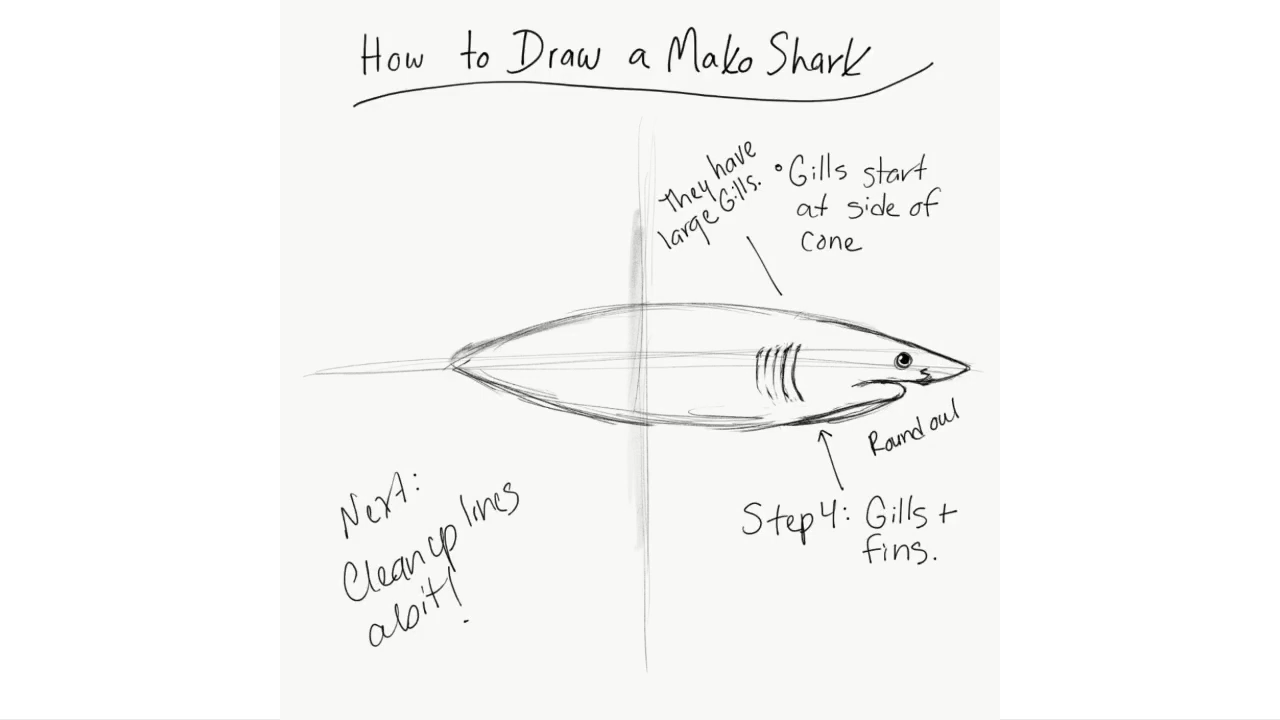 How to Draw a Mako Shark
They have
large Gills.
• Gills start
at side of
cone
Round out
Step 4: Gills +
fins.
Next:
Clean up lines
a bit!